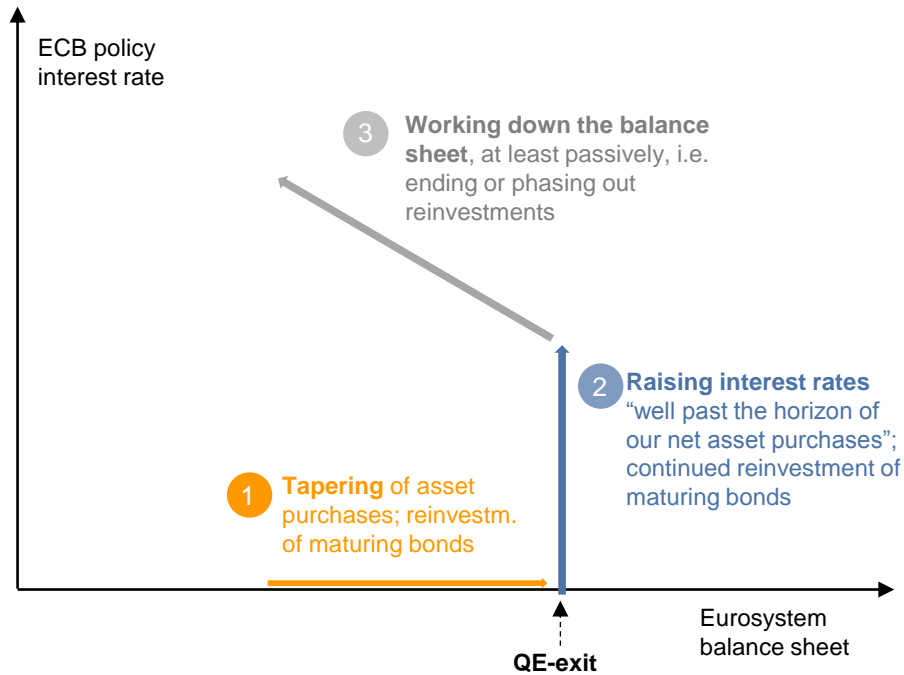 ECB policy
interest rate
3
Working down the balance
sheet, at least passively, i.e.
ending or phasing out
reinvestments
2
Raising interest rates
“well past the horizon of
our net asset purchases”;
continued reinvestment of
maturing bonds
1
Tapering of asset
purchases; reinvestm.
of maturing bonds
Eurosystem
balance sheet
QE-exit